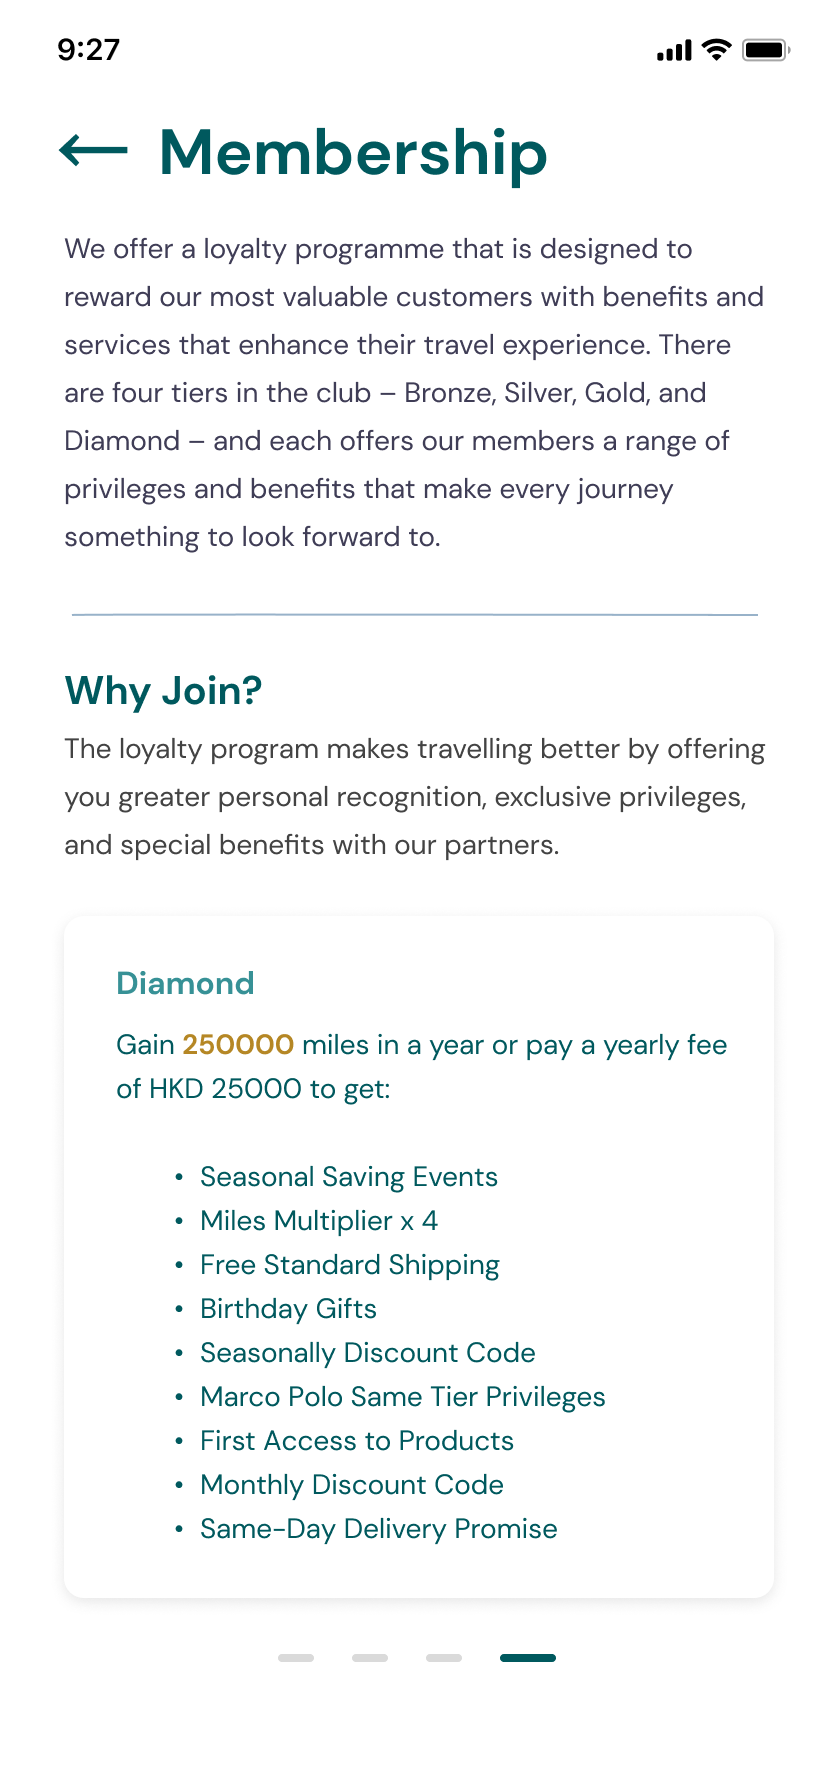 9:27
Membership
We offer a loyalty programme that is designed to
reward our most valuable customers with benefits and
services that enhance their travel experience. There
are four tiers in the club – Bronze, Silver, Gold, and
Diamond – and each offers our members a range of
privileges and benefits that make every journey
something to look forward to.
Why Join?
The loyalty program makes travelling better by offering
you greater personal recognition, exclusive privileges,
and special benefits with our partners.
Diamond
Gain 250000 miles in a year or pay a yearly fee
of HKD 25000 to get:
• Seasonal Saving Events
• Miles Multiplier x 4
• Free Standard Shipping
• Birthday Gifts
• Seasonally Discount Code
• Marco Polo Same Tier Privileges
• First Access to Products
• Monthly Discount Code
• Same-Day Delivery Promise